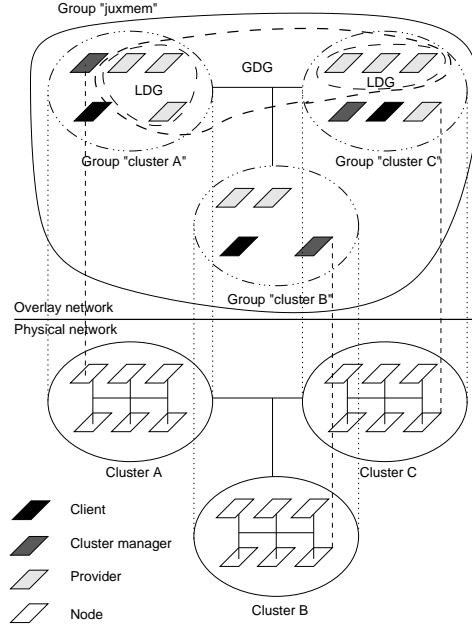 Group "juxmem"
GDG
LDG
LDG
Group "cluster A"
Group "cluster C"
Group "cluster B"
Overlay network
Physical network
Cluster A
Cluster C
Cluster B
Client
Cluster manager
Provider
Node